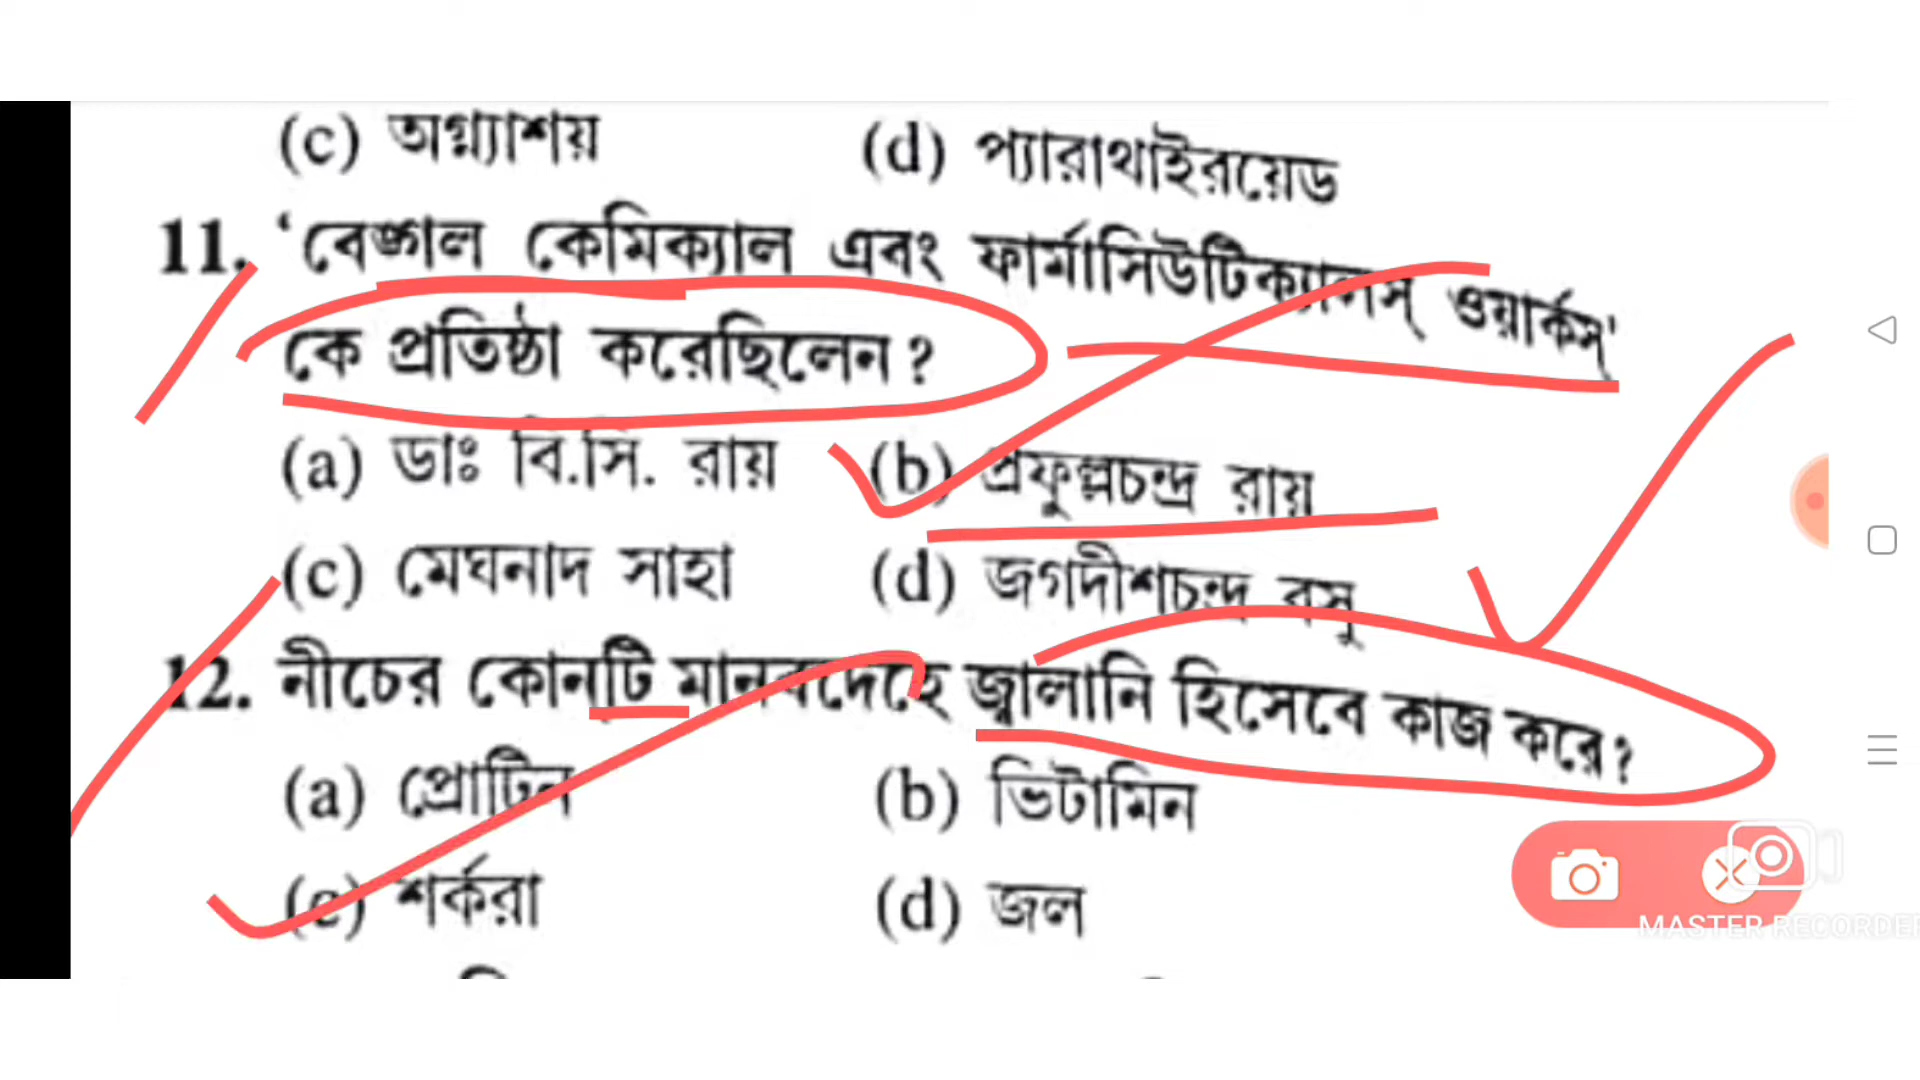 (c) অগ্ন্যাশয় (d) প্যারাথাইরয়েড
11. 'বেঙ্গল কেমিক্যাল এবং ফার্মাসিউটিক্যালস্ ওয়ার্কস্'
কে প্রতিষ্ঠা করেছিলেন?
(a) ডাঃ বি.সি. রায় (b) প্রফুল্লচন্দ্র রায়
(c) মেঘনাদ সাহা (d) জগদীশচন্দ্র বসু
12. নীচের কোনটি মানবদেহে জ্বালানি হিসেবে কাজ করে?
(a) প্রোটিন (b) ভিটামিন
(c) শর্করা (d) জল
MASTER RECORDER